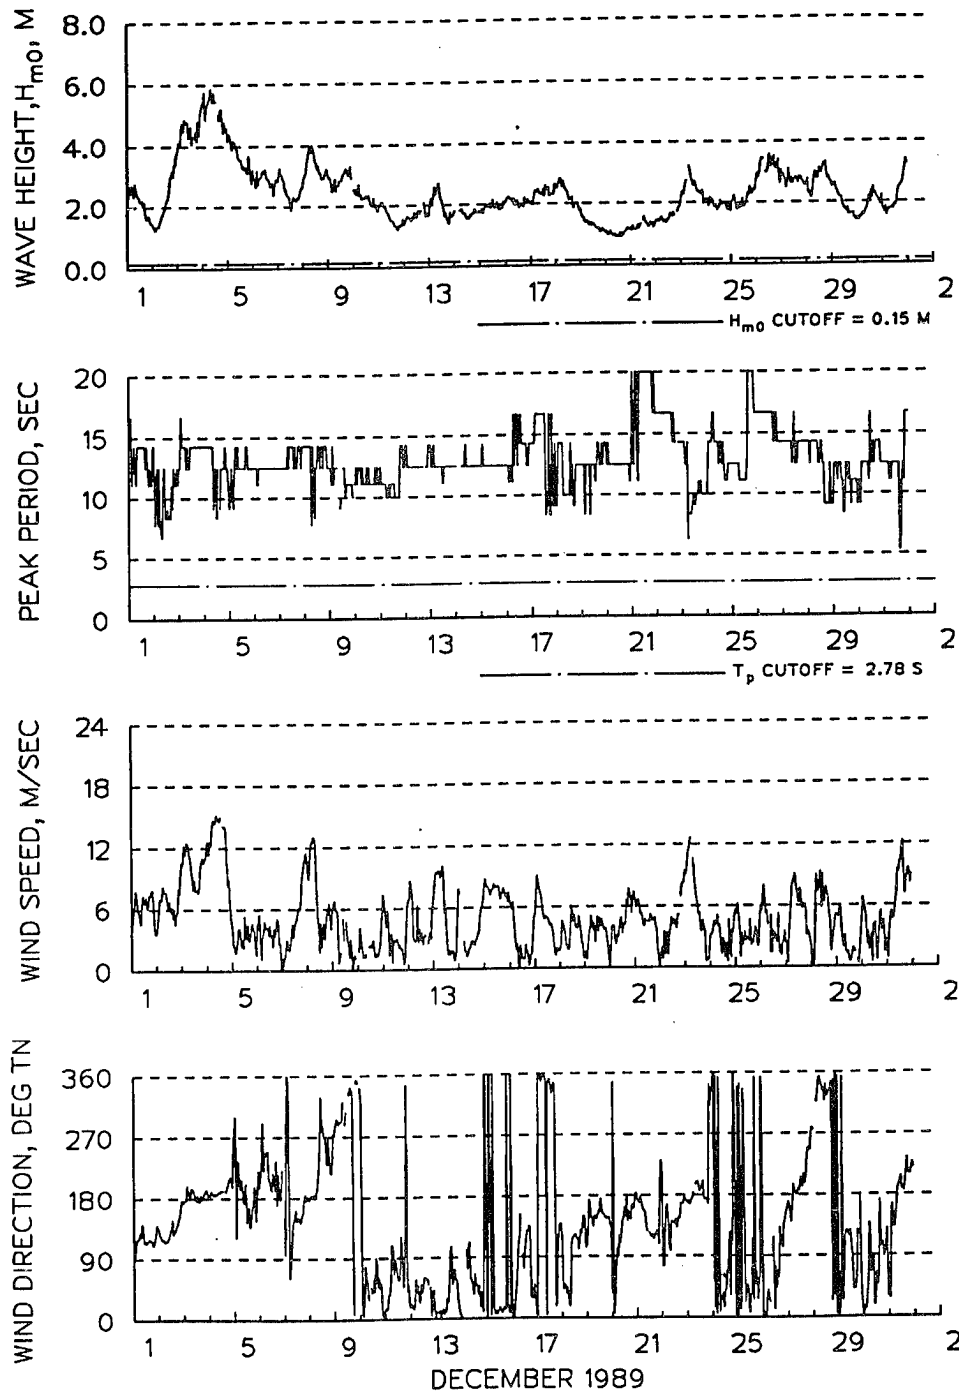 WAVE HEIGHT, Hm0, M
8.0
6.0
4.0
2.0
0.0
1 5 9 13 17 21 25 29 2
Hm0 CUTOFF = 0.15 M
PEAK PERIOD, SEC
20
15
10
5
0
1 5 9 13 17 21 25 29 2
Tp CUTOFF = 2.78 S
WIND SPEED, M/SEC
24
18
12
6
0
1 5 9 13 17 21 25 29 2
WIND DIRECTION, DEG TN
360
270
180
90
0
1 5 9 13 17 21 25 29 2
DECEMBER 1989